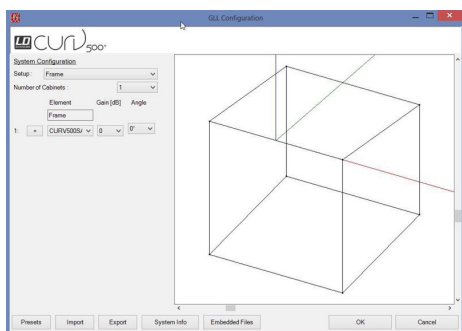 GLL Configuration
LD CURV 500°
System Configuration
Setup : Frame
Number of Cabinets : 1
Element Gain [dB] Angle
Frame
1: CURV500S/ 0 0°
Presets Import Export System Info Embedded Files OK Cancel